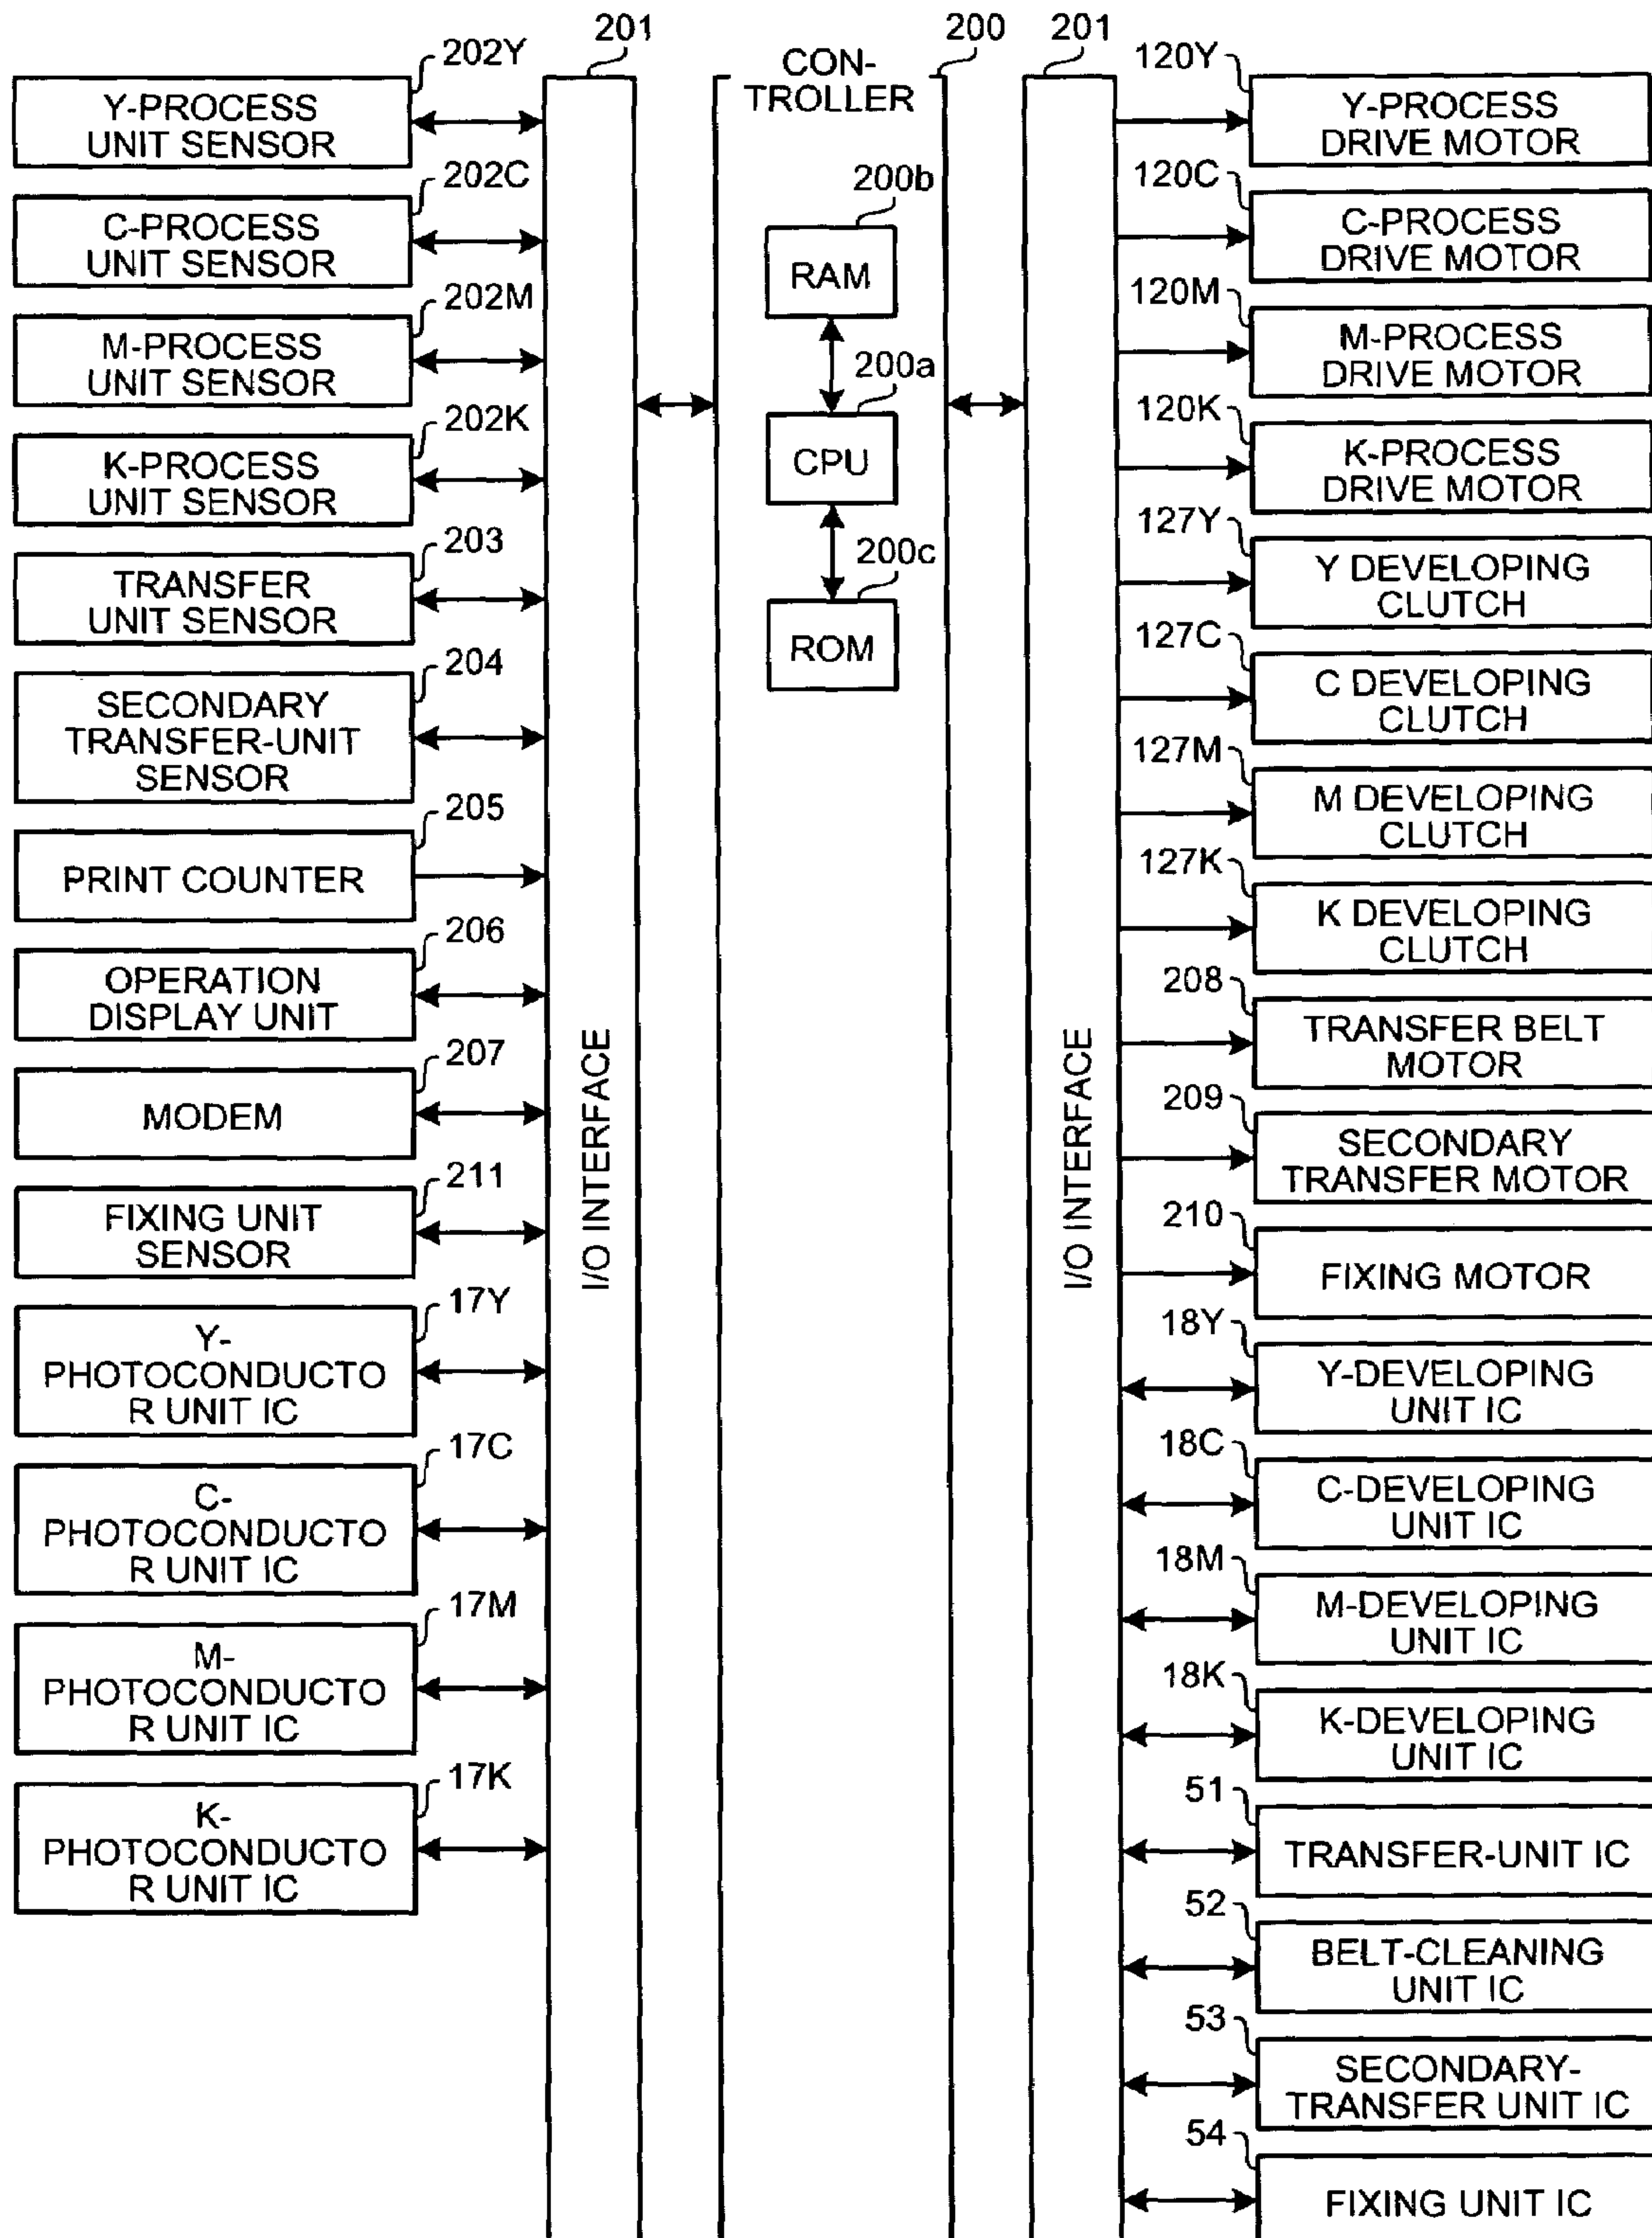 201
CON-
TROLLER
200
201
202Y
Y-PROCESS
UNIT SENSOR
202C
C-PROCESS
UNIT SENSOR
202M
M-PROCESS
UNIT SENSOR
202K
K-PROCESS
UNIT SENSOR
203
TRANSFER
UNIT SENSOR
204
SECONDARY
TRANSFER-UNIT
SENSOR
205
PRINT COUNTER
206
OPERATION
DISPLAY UNIT
207
MODEM
211
FIXING UNIT
SENSOR
17Y
Y-
PHOTOCONDUCTO
R UNIT IC
17C
C-
PHOTOCONDUCTO
R UNIT IC
17M
M-
PHOTOCONDUCTO
R UNIT IC
17K
K-
PHOTOCONDUCTO
R UNIT IC
I/O INTERFACE
200b
RAM
200a
CPU
200c
ROM
I/O INTERFACE
120Y
Y-PROCESS
DRIVE MOTOR
120C
C-PROCESS
DRIVE MOTOR
120M
M-PROCESS
DRIVE MOTOR
120K
K-PROCESS
DRIVE MOTOR
127Y
Y DEVELOPING
CLUTCH
127C
C DEVELOPING
CLUTCH
127M
M DEVELOPING
CLUTCH
127K
K DEVELOPING
CLUTCH
208
TRANSFER BELT
MOTOR
209
SECONDARY
TRANSFER MOTOR
210
FIXING MOTOR
18Y
Y-DEVELOPING
UNIT IC
18C
C-DEVELOPING
UNIT IC
18M
M-DEVELOPING
UNIT IC
18K
K-DEVELOPING
UNIT IC
51
TRANSFER-UNIT IC
52
BELT-CLEANING
UNIT IC
53
SECONDARY-
TRANSFER UNIT IC
54
FIXING UNIT IC